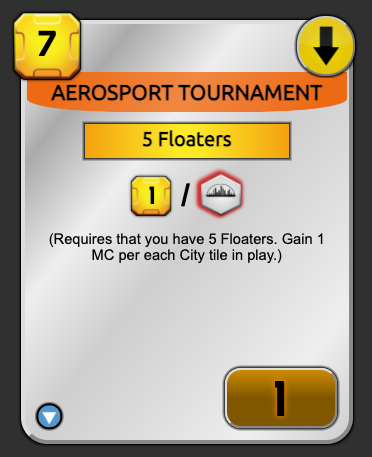 7
AEROSPORT TOURNAMENT
5 Floaters
1 /
(Requires that you have 5 Floaters. Gain 1
MC per each City tile in play.)
1